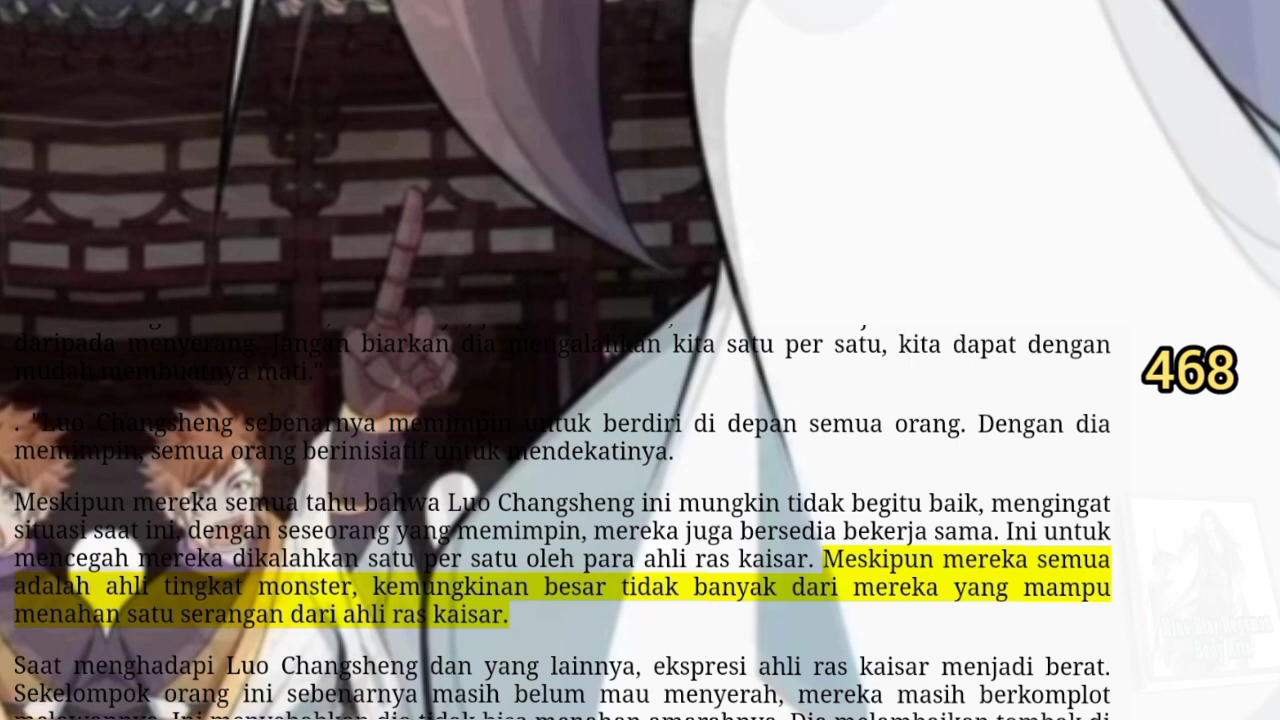 daripada menyerang. Jangan biarkan dia mengalahkan kita satu per satu, kita dapat dengan
mudah membuatnya mati."
468
. "Luo Changsheng sebenarnya memimpin untuk berdiri di depan semua orang. Dengan dia
memimpin, semua orang berinisiatif untuk mendekatinya.
Meskipun mereka semua tahu bahwa Luo Changsheng ini mungkin tidak begitu baik, mengingat
situasi saat ini, dengan seseorang yang memimpin, mereka juga bersedia bekerja sama. Ini untuk
mencegah mereka dikalahkan satu per satu oleh para ahli ras kaisar. Meskipun mereka semua
adalah ahli tingkat monster, kemungkinan besar tidak banyak dari mereka yang mampu
menahan satu serangan dari ahli ras kaisar.
Saat menghadapi Luo Changsheng dan yang lainnya, ekspresi ahli ras kaisar menjadi berat.
Sekelompok orang ini sebenarnya masih belum mau menyerah, mereka masih berkomplot